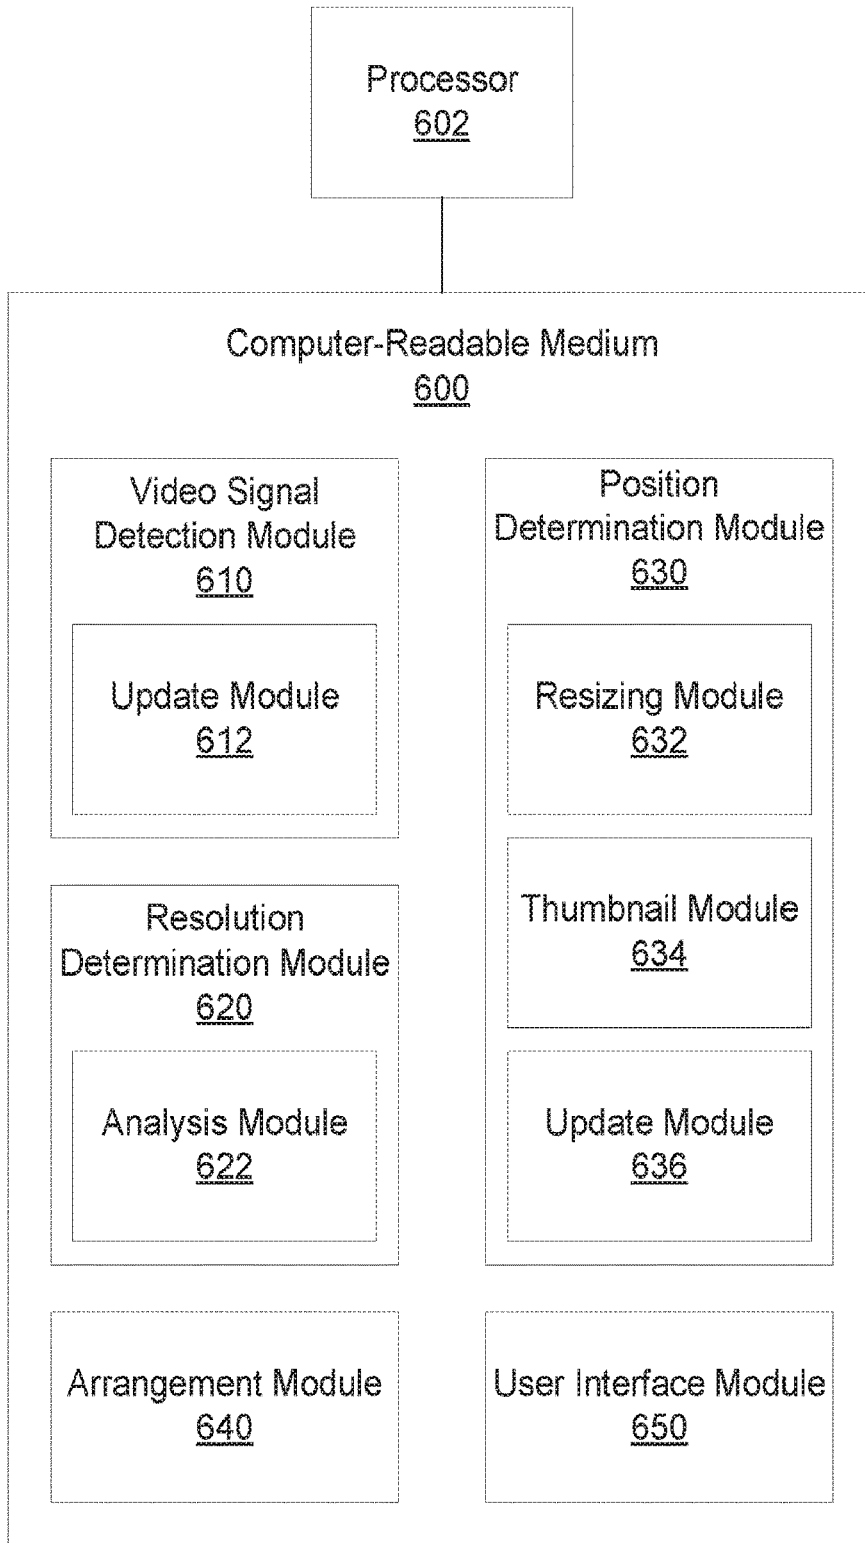 Processor
602
Computer-Readable Medium
600
Video Signal
Detection Module
610
Update Module
612
Resolution
Determination Module
620
Analysis Module
622
Position
Determination Module
630
Resizing Module
632
Thumbnail Module
634
Update Module
636
Arrangement Module
640
User Interface Module
650